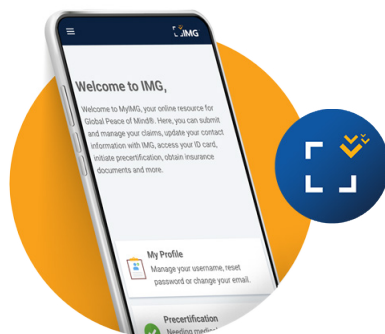 IMG
Welcome to IMG,
Welcome to MyIMG, your online resource for
Global Peace of Mind®. Here, you can submit
and manage your claims, update your contact
information with IMG, access your ID card,
initiate precertification, obtain insurance
documents and more.
My Profile
Manage your username, reset
password or change your email.
Precertification
Needing